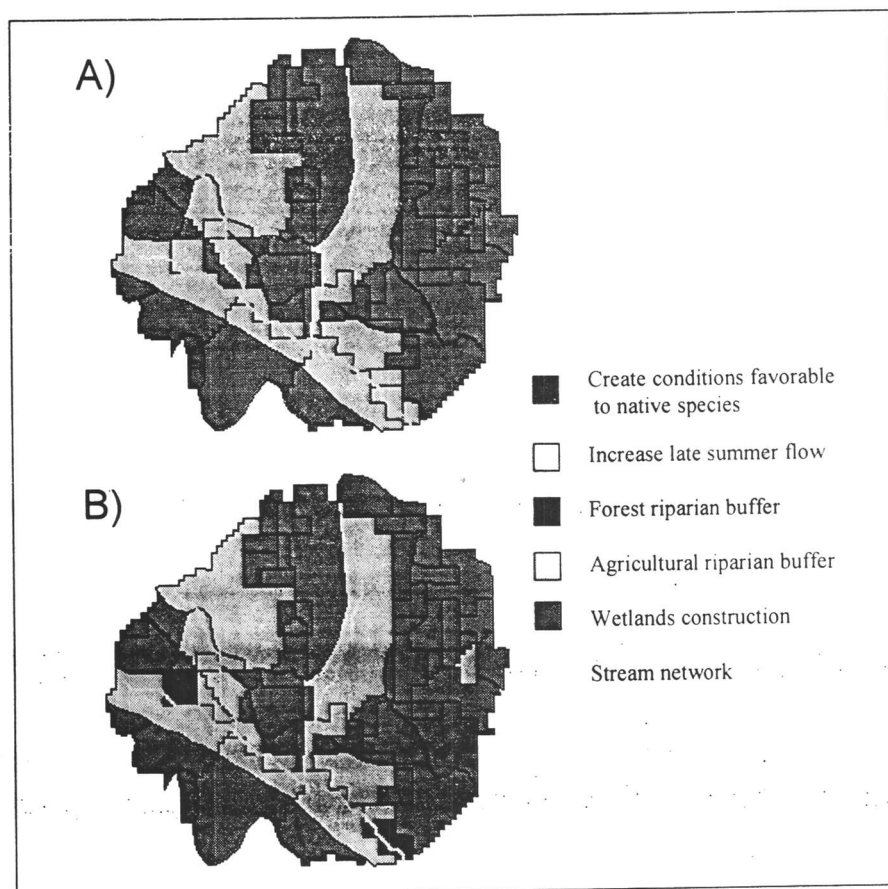 A)
B)
Create conditions favorable
to native species
Increase late summer flow
Forest riparian buffer
Agricultural riparian buffer
Wetlands construction
Stream network